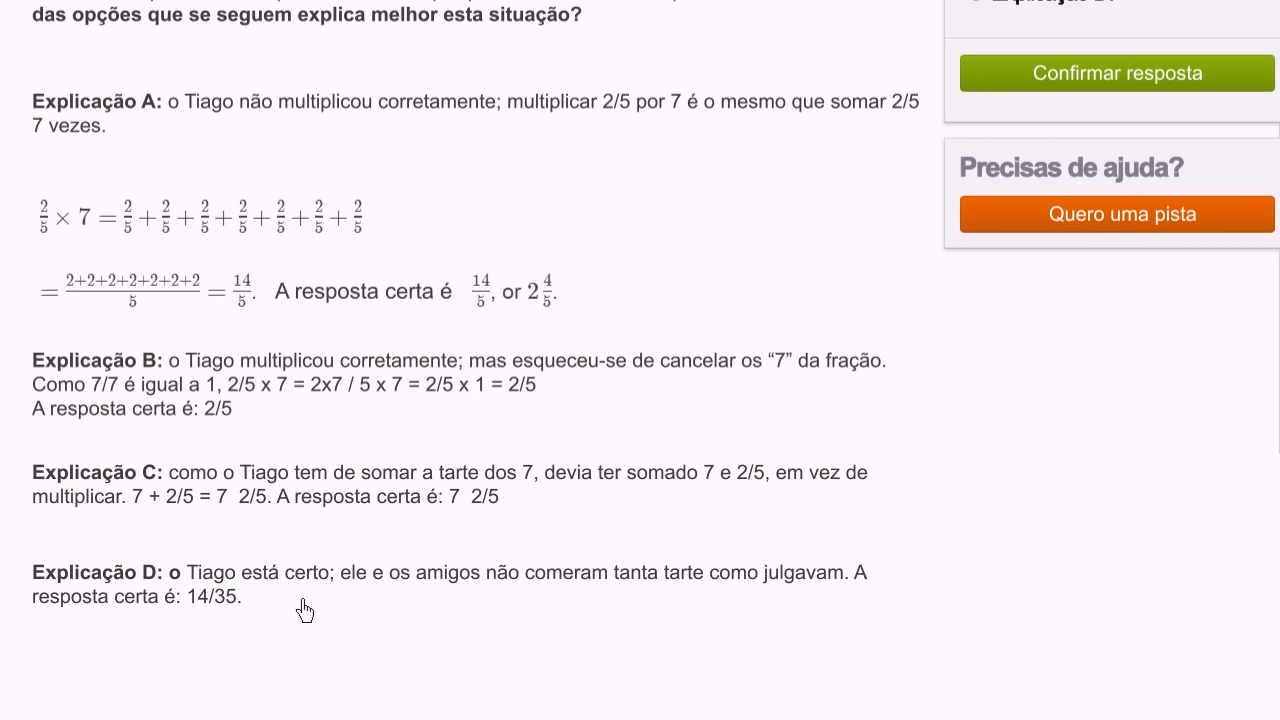 das opções que se seguem explica melhor esta situação?
Explicação A: o Tiago não multiplicou corretamente; multiplicar 2/5 por 7 é o mesmo que somar 2/5
7 vezes.
2/5 × 7 = 2/5 + 2/5 + 2/5 + 2/5 + 2/5 + 2/5 + 2/5
= 2+2+2+2+2+2+2/5 = 14/5. A resposta certa é 14/5, or 2 4/5.
Explicação B: o Tiago multiplicou corretamente; mas esqueceu-se de cancelar os “7” da fração.
Como 7/7 é igual a 1, 2/5 x 7 = 2x7 / 5 x 7 = 2/5 x 1 = 2/5
A resposta certa é: 2/5
Explicação C: como o Tiago tem de somar a tarte dos 7, devia ter somado 7 e 2/5, em vez de
multiplicar. 7 + 2/5 = 7 2/5. A resposta certa é: 7 2/5
Explicação D: o Tiago está certo; ele e os amigos não comeram tanta tarte como julgavam. A
resposta certa é: 14/35.
Confirmar resposta
Precisas de ajuda?
Quero uma pista